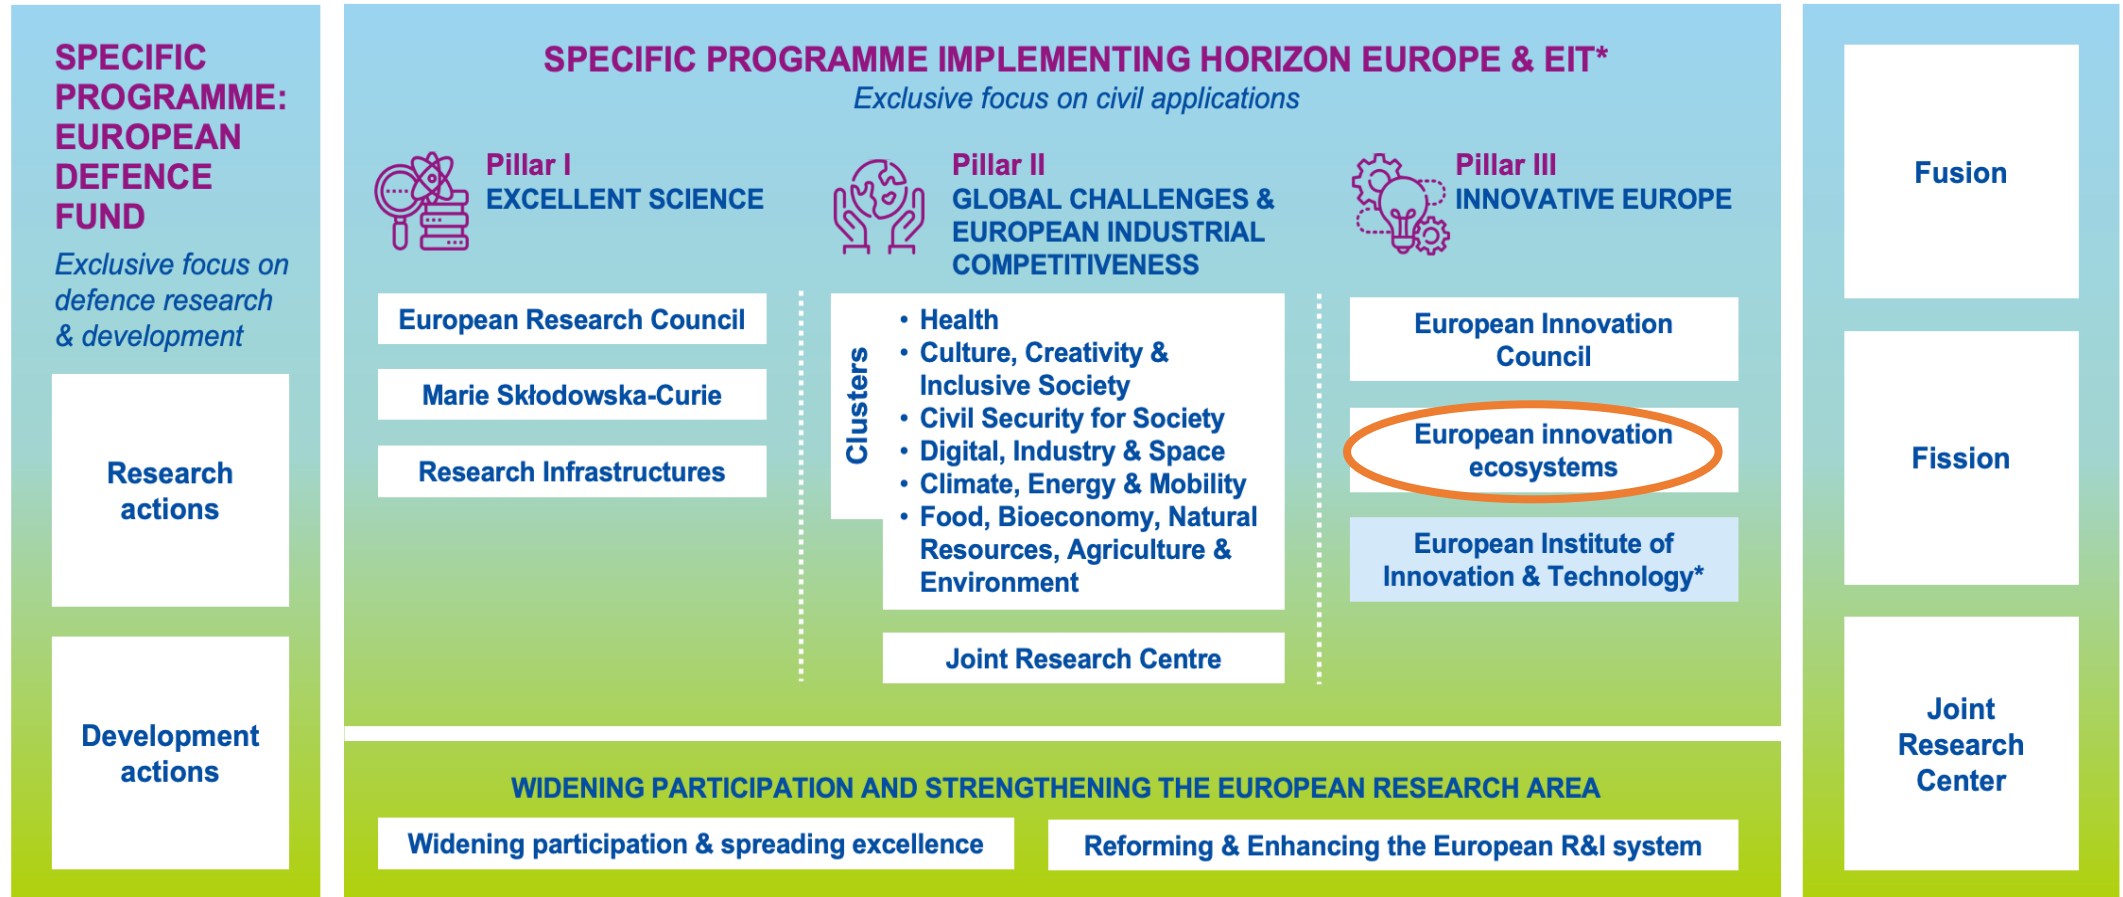 SPECIFIC
PROGRAMME:
EUROPEAN
DEFENCE
FUND
Exclusive focus on
defence research
& development
Research
actions
Development
actions
SPECIFIC PROGRAMME IMPLEMENTING HORIZON EUROPE & EIT*
Exclusive focus on civil applications
Pillar I
EXCELLENT SCIENCE
European Research Council
Marie Skłodowska-Curie
Research Infrastructures
Pillar II
GLOBAL CHALLENGES &
EUROPEAN INDUSTRIAL
COMPETITIVENESS
Clusters
• Health
• Culture, Creativity &
Inclusive Society
• Civil Security for Society
• Digital, Industry & Space
• Climate, Energy & Mobility
• Food, Bioeconomy, Natural
Resources, Agriculture &
Environment
Joint Research Centre
Pillar III
INNOVATIVE EUROPE
European Innovation
Council
European innovation
ecosystems
European Institute of
Innovation & Technology*
WIDENING PARTICIPATION AND STRENGTHENING THE EUROPEAN RESEARCH AREA
Widening participation & spreading excellence
Reforming & Enhancing the European R&I system
Fusion
Fission
Joint
Research
Center